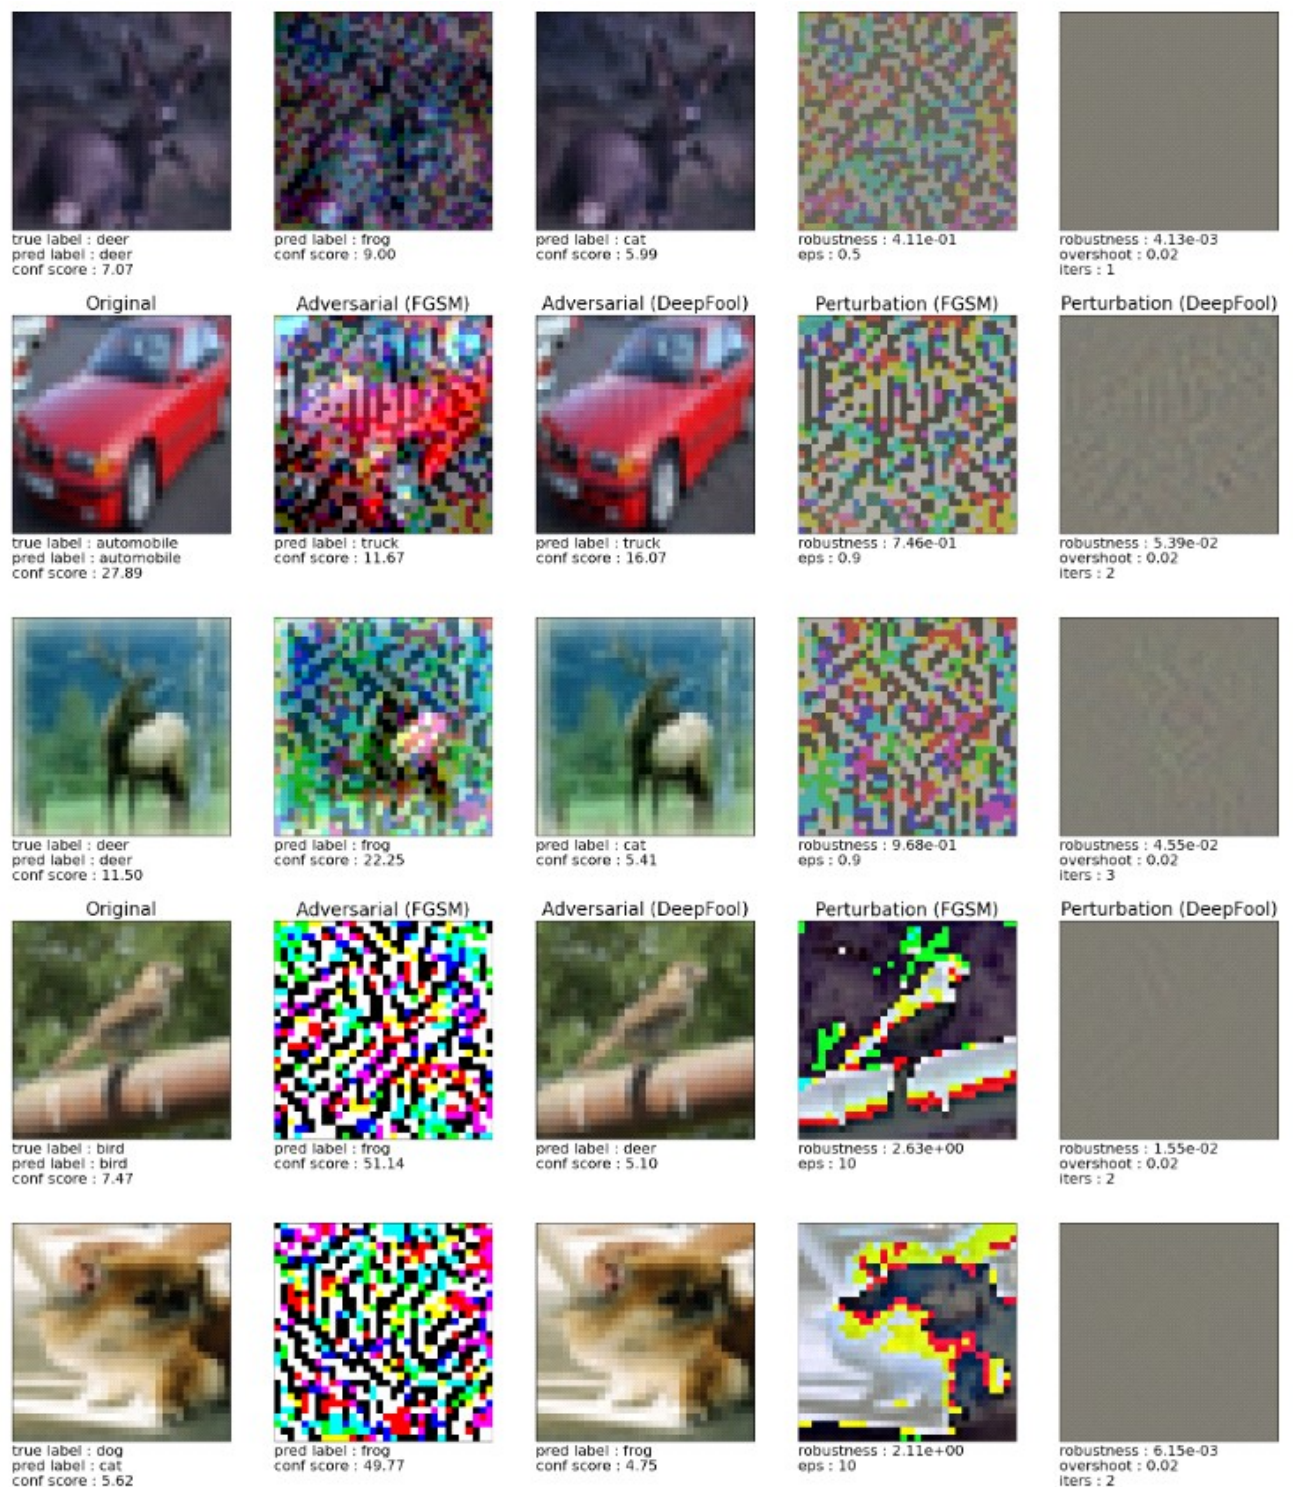 true label : deer
pred label : deer
conf score : 7.07
pred label : frog
conf score : 9.00
pred label : cat
conf score : 5.99
robustness : 4.11e-01
eps : 0.5
robustness : 4.13e-03
overshoot : 0.02
iters : 1
Original
Adversarial (FGSM)
Adversarial (DeepFool)
Perturbation (FGSM)
Perturbation (DeepFool)
true label : automobile
pred label : automobile
conf score : 27.89
pred label : truck
conf score : 11.67
pred label : truck
conf score : 16.07
robustness : 7.46e-01
eps : 0.9
robustness : 5.39e-02
overshoot : 0.02
iters : 2
true label : deer
pred label : deer
conf score : 11.50
pred label : frog
conf score : 22.25
pred label : cat
conf score : 5.41
robustness : 9.68e-01
eps : 0.9
robustness : 4.55e-02
overshoot : 0.02
iters : 3
Original
Adversarial (FGSM)
Adversarial (DeepFool)
Perturbation (FGSM)
Perturbation (DeepFool)
true label : bird
pred label : bird
conf score : 7.47
pred label : frog
conf score : 51.14
pred label : deer
conf score : 5.10
robustness : 2.63e+00
eps : 10
robustness : 1.55e-02
overshoot : 0.02
iters : 2
true label : dog
pred label : cat
conf score : 5.62
pred label : frog
conf score : 49.77
pred label : frog
conf score : 4.75
robustness : 2.11e+00
eps : 10
robustness : 6.15e-03
overshoot : 0.02
iters : 2